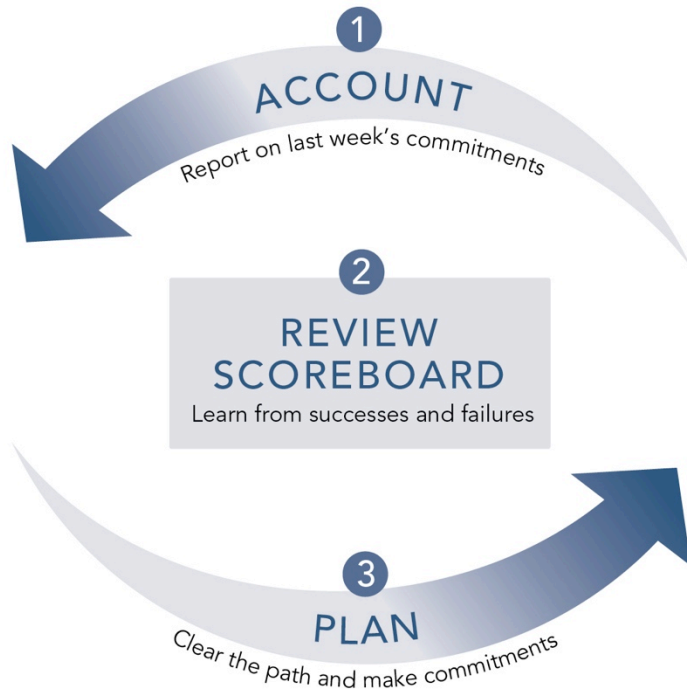 1
ACCOUNT
Report on last week’s commitments
2
REVIEW
SCOREBOARD
Learn from successes and failures
3
PLAN
Clear the path and make commitments